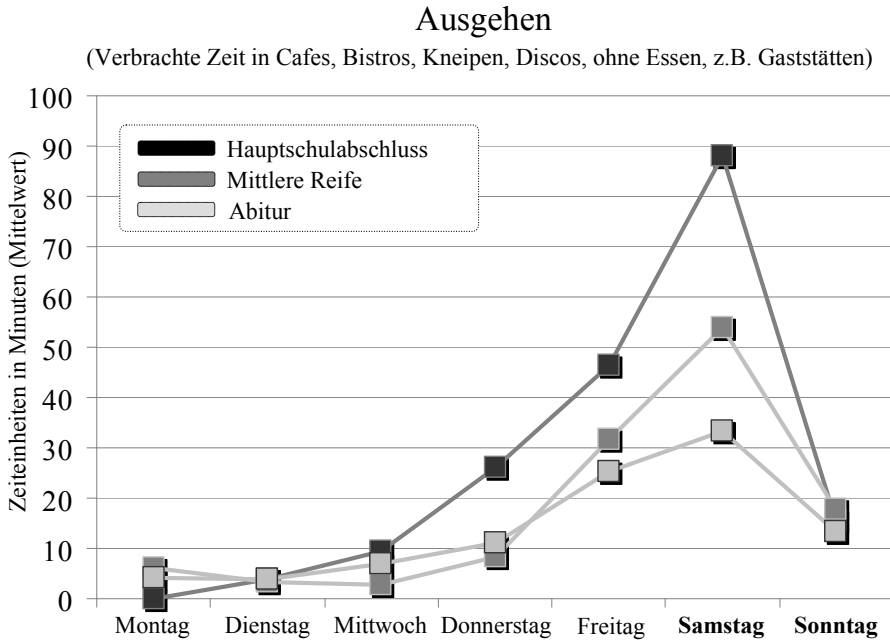 Ausgehen
(Verbrachte Zeit in Cafes, Bistros, Kneipen, Discos, ohne Essen, z.B. Gaststätten)
Zeiteinheiten in Minuten (Mittelwert)
100
90
80
70
60
50
40
30
20
10
0
Hauptschulabschluss
Mittlere Reife
Abitur
Montag Dienstag Mittwoch Donnerstag Freitag Samstag Sonntag